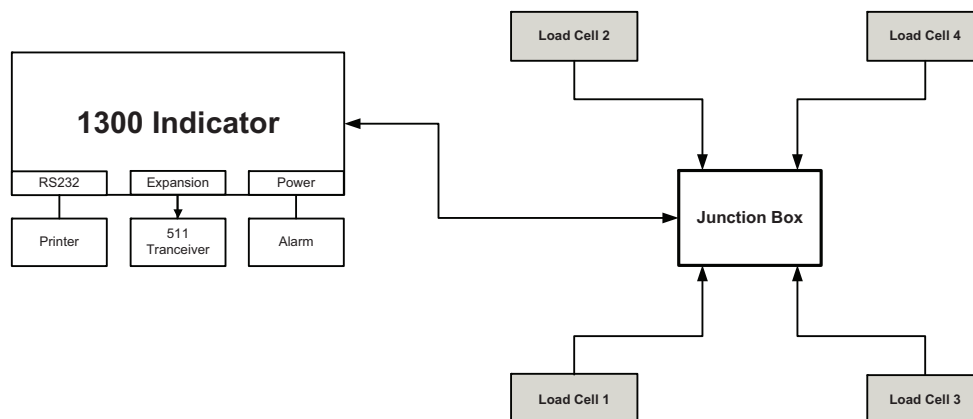 Load Cell 2
Load Cell 4
1300 Indicator
RS232
Expansion
Power
Printer
511
Tranceiver
Alarm
Junction Box
Load Cell 1
Load Cell 3